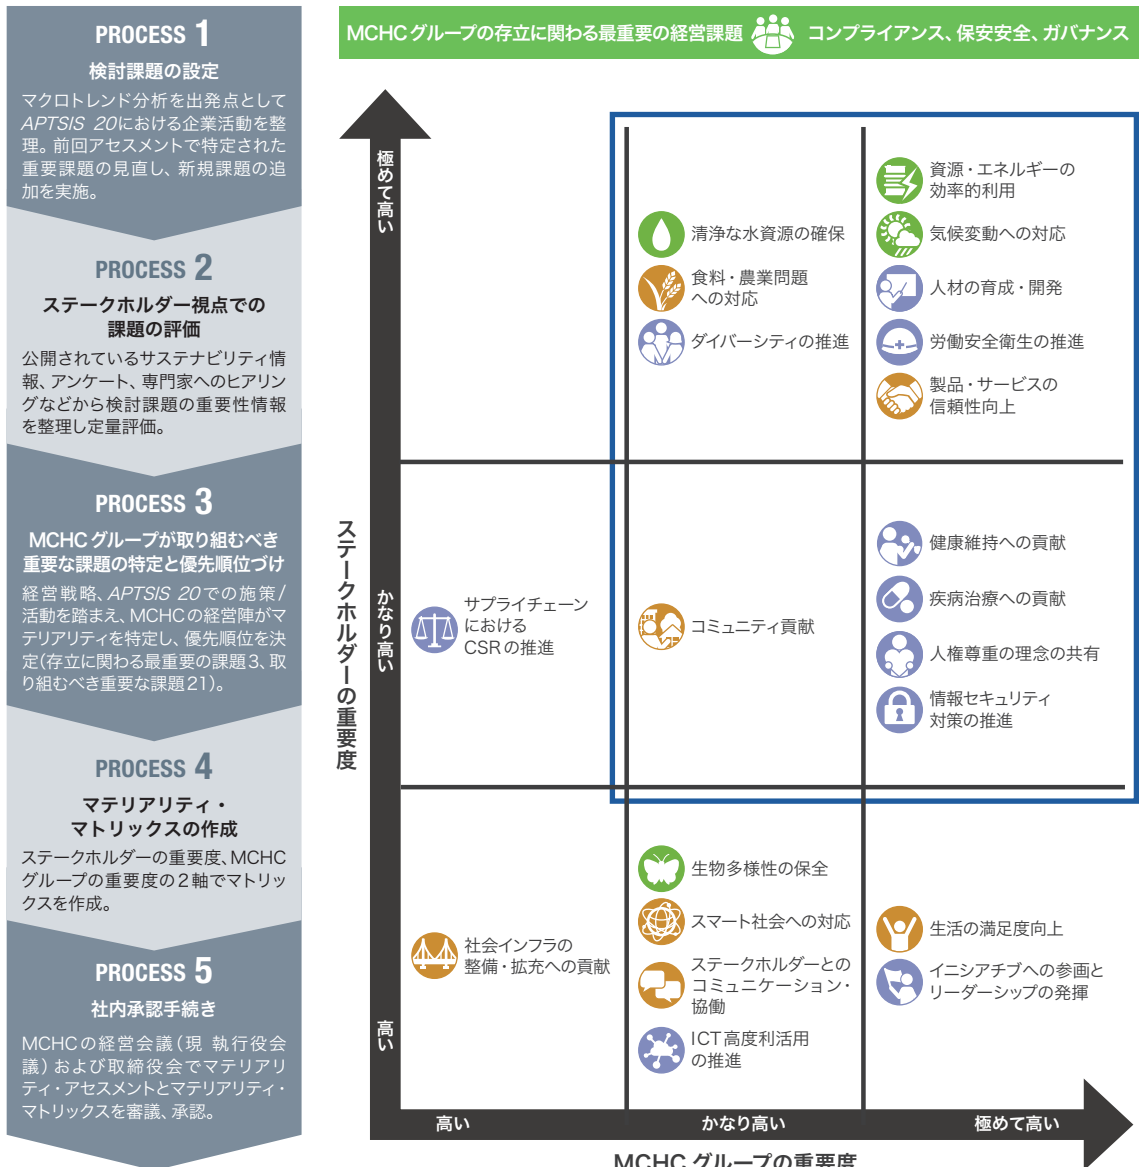 PROCESS 1
検討課題の設定
マクロトレンド分析を出発点として
APTSIS 20における企業活動を整
理。前回アセスメントで特定された
重要課題の見直し、新規課題の追
加を実施。
PROCESS 2
ステークホルダー視点での
課題の評価
公開されているサステナビリティ情
報、アンケート、専門家へのヒアリン
グなどから検討課題の重要性情報
を整理し定量評価。
PROCESS 3
MCHCグループが取り組むべき
重要な課題の特定と優先順位づけ
経営戦略、APTSIS 20での施策/
活動を踏まえ、MCHCの経営陣がマ
テリアリティを特定し、優先順位を決
定(存立に関わる最重要の課題3、取
り組むべき重要な課題21)。
PROCESS 4
マテリアリティ・
マトリックスの作成
ステークホルダーの重要度、MCHC
グループの重要度の2軸でマトリッ
クスを作成。
PROCESS 5
社内承認手続き
MCHCの経営会議(現 執行役会
議)および取締役会でマテリアリ
ティ・アセスメントとマテリアリティ・
マトリックスを審議、承認。
MCHCグループの存立に関わる最重要の経営課題 コンプライアンス、保安安全、ガバナンス
ステークホルダーの重要度
極めて高い
清浄な水資源の確保
食料・農業問題
への対応
ダイバーシティの推進
資源・エネルギーの
効率的利用
気候変動への対応
人材の育成・開発
労働安全衛生の推進
製品・サービスの
信頼性向上
かなり高い
サプライチェーン
における
CSRの推進
コミュニティ貢献
健康維持への貢献
疾病治療への貢献
人権尊重の理念の共有
情報セキュリティ
対策の推進
高い
社会インフラの
整備・拡充への貢献
生物多様性の保全
スマート社会への対応
ステークホルダーとの
コミュニケーション・
協働
ICT高度利活用
の推進
生活の満足度向上
イニシアチブへの参画と
リーダーシップの発揮
高い
かなり高い
極めて高い
MCHCグループの重要度